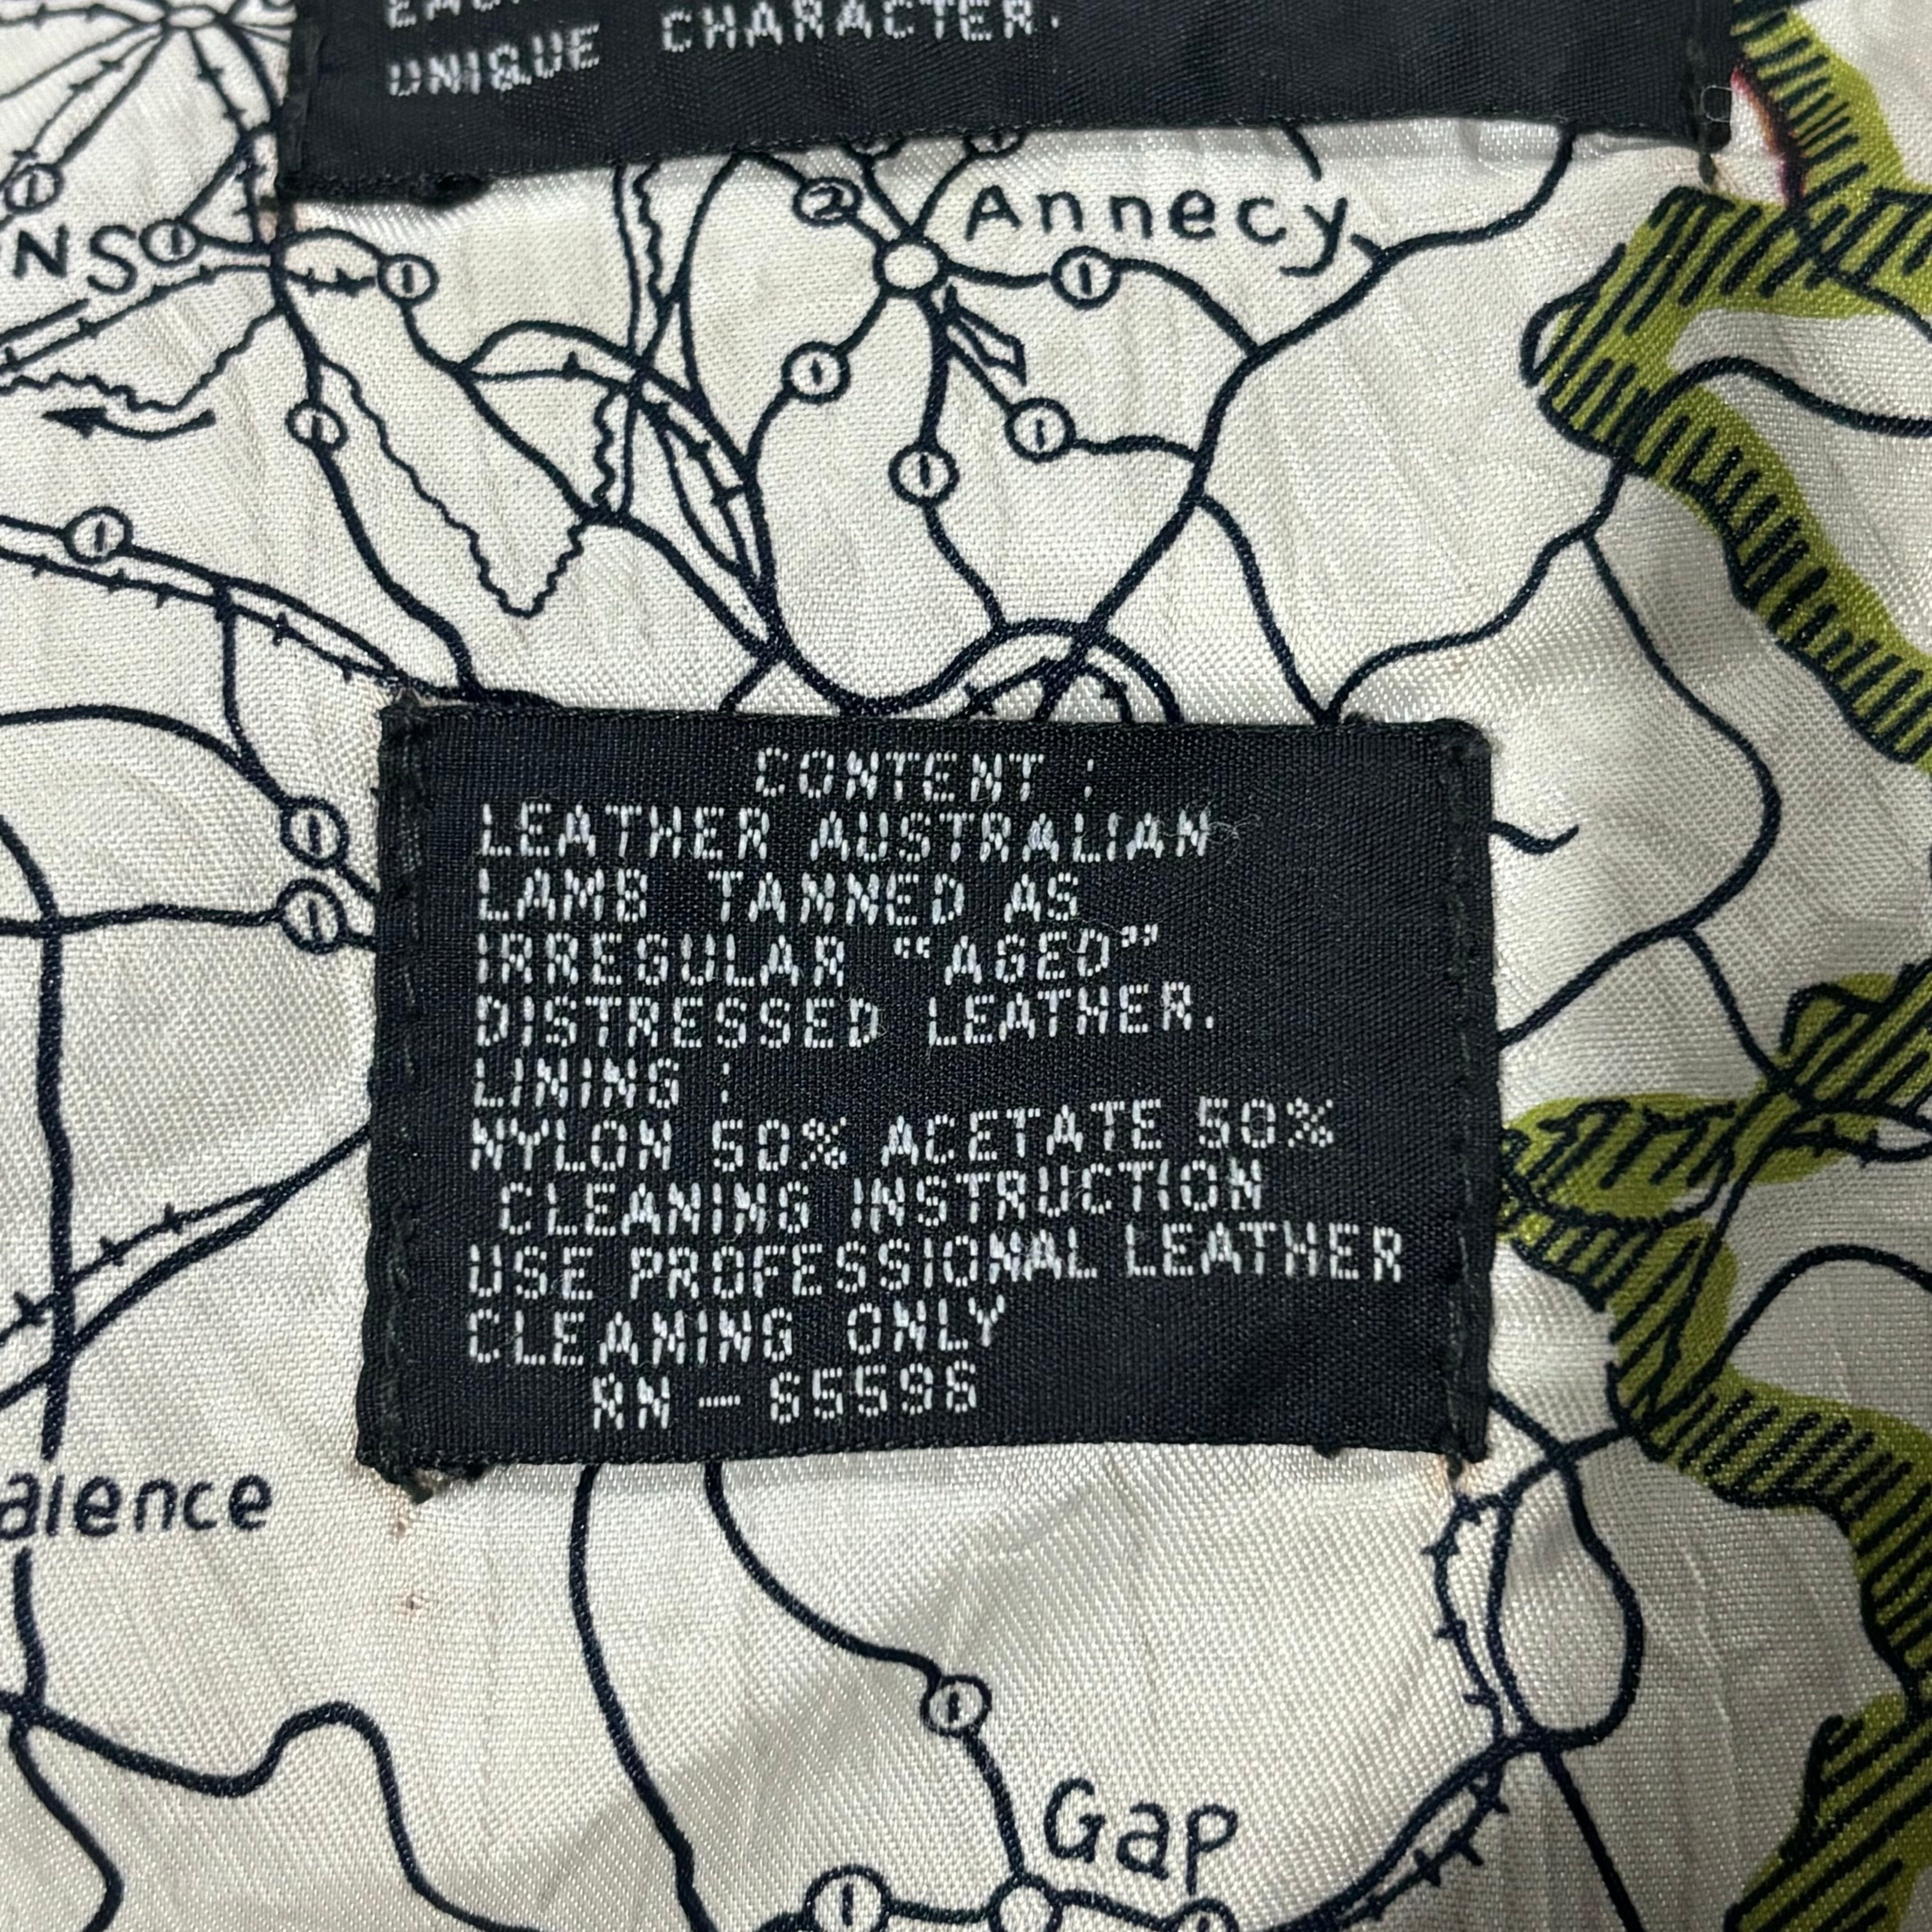 UNIQUE CHARACTER.
Annecy
NS
CONTENT :
LEATHER AUSTRALIAN
LAMB TANNED AS
IRREGULAR "AGED"
DISTRESSED LEATHER.
LINING :
NYLON 50% ACETATE 50%
CLEANING INSTRUCTION
USE PROFESSIONAL LEATHER
CLEANING ONLY
RN - 65596
alence
Gap